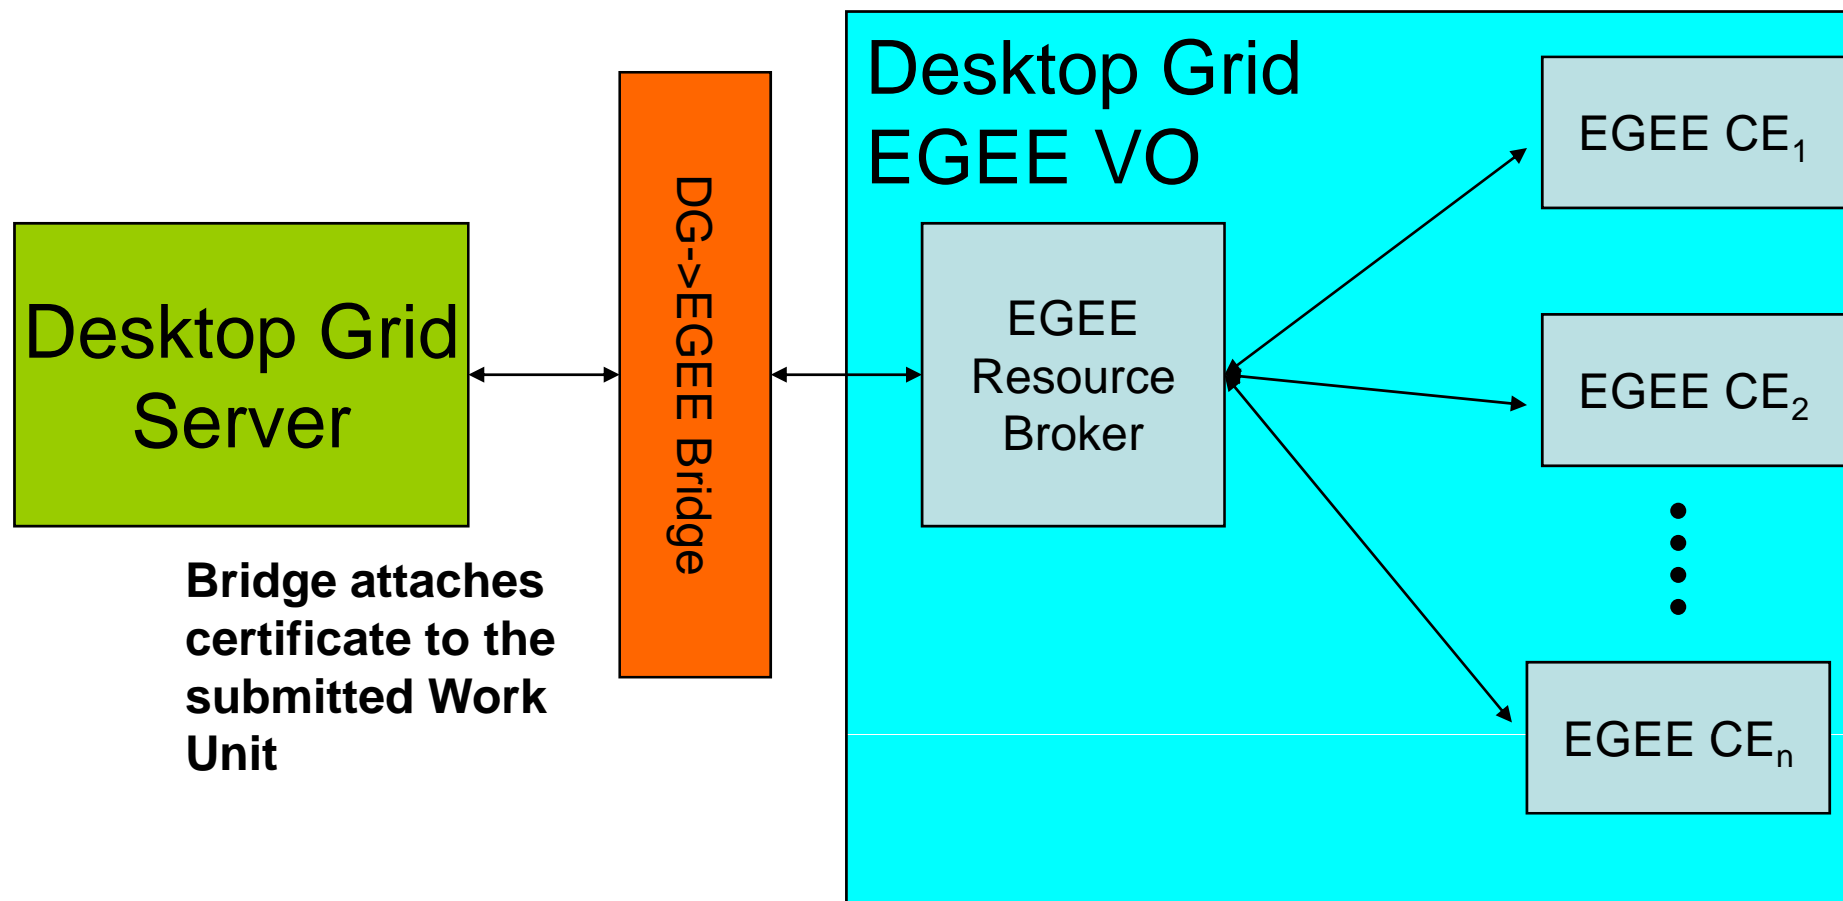 Desktop Grid
Server
Bridge attaches
certificate to the
submitted Work
Unit
DG->EGEE Bridge
Desktop Grid
EGEE VO
EGEE
Resource
Broker
EGEE CE₁
EGEE CE₂
EGEE CEₙ